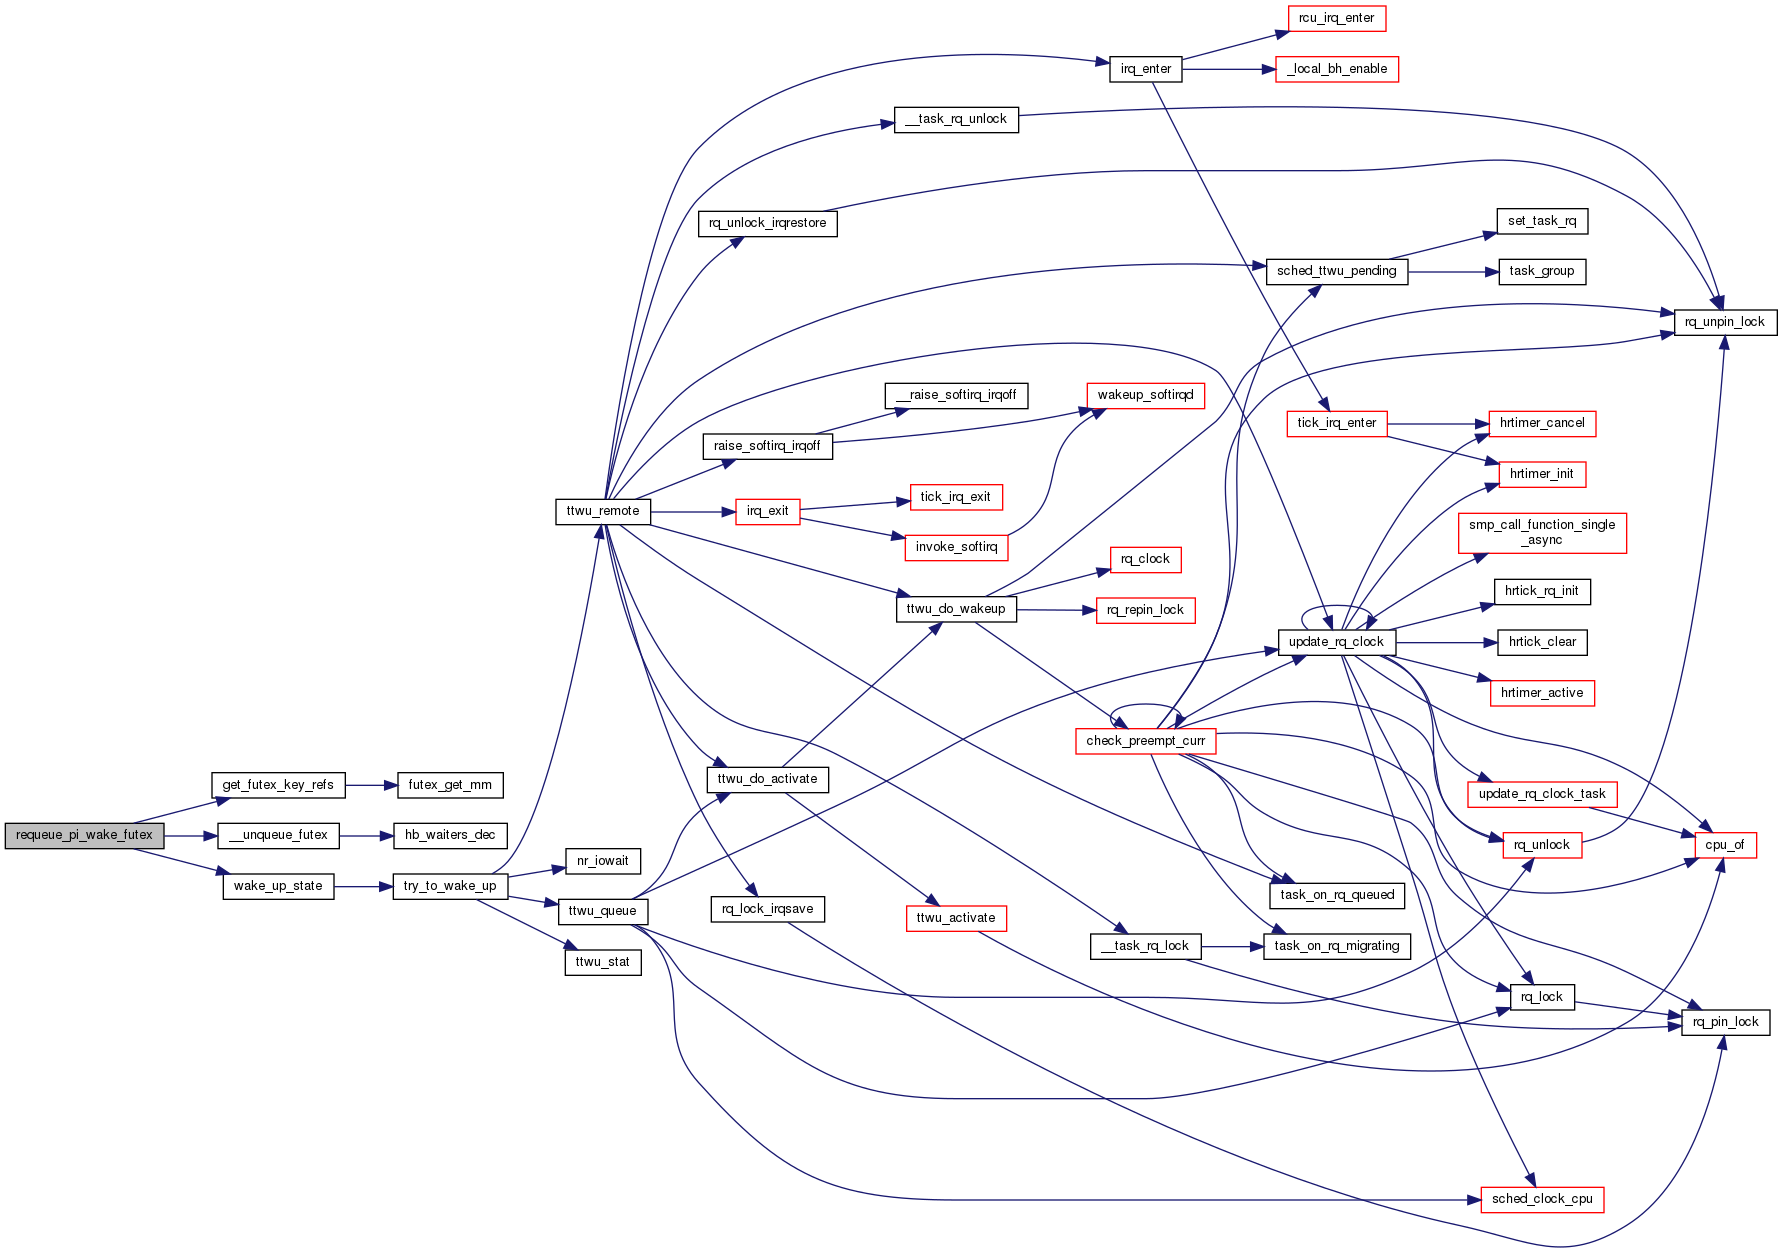 rcu_irq_enter
irq_enter
_local_bh_enable
__task_rq_unlock
rq_unlock_irqrestore
set_task_rq
sched_ttwu_pending
task_group
rq_unpin_lock
__raise_softirq_irqoff
wakeup_softirqd
tick_irq_enter
hrtimer_cancel
raise_softirq_irqoff
hrtimer_init
tick_irq_exit
ttwu_remote
irq_exit
smp_call_function_single
_async
invoke_softirq
rq_clock
hrtick_rq_init
ttwu_do_wakeup
rq_repin_lock
update_rq_clock
hrtick_clear
hrtimer_active
check_preempt_curr
ttwu_do_activate
get_futex_key_refs
futex_get_mm
update_rq_clock_task
requeue_pi_wake_futex
__unqueue_futex
hb_waiters_dec
rq_unlock
cpu_of
nr_iowait
wake_up_state
try_to_wake_up
task_on_rq_queued
ttwu_queue
rq_lock_irqsave
ttwu_activate
__task_rq_lock
task_on_rq_migrating
ttwu_stat
rq_lock
rq_pin_lock
sched_clock_cpu